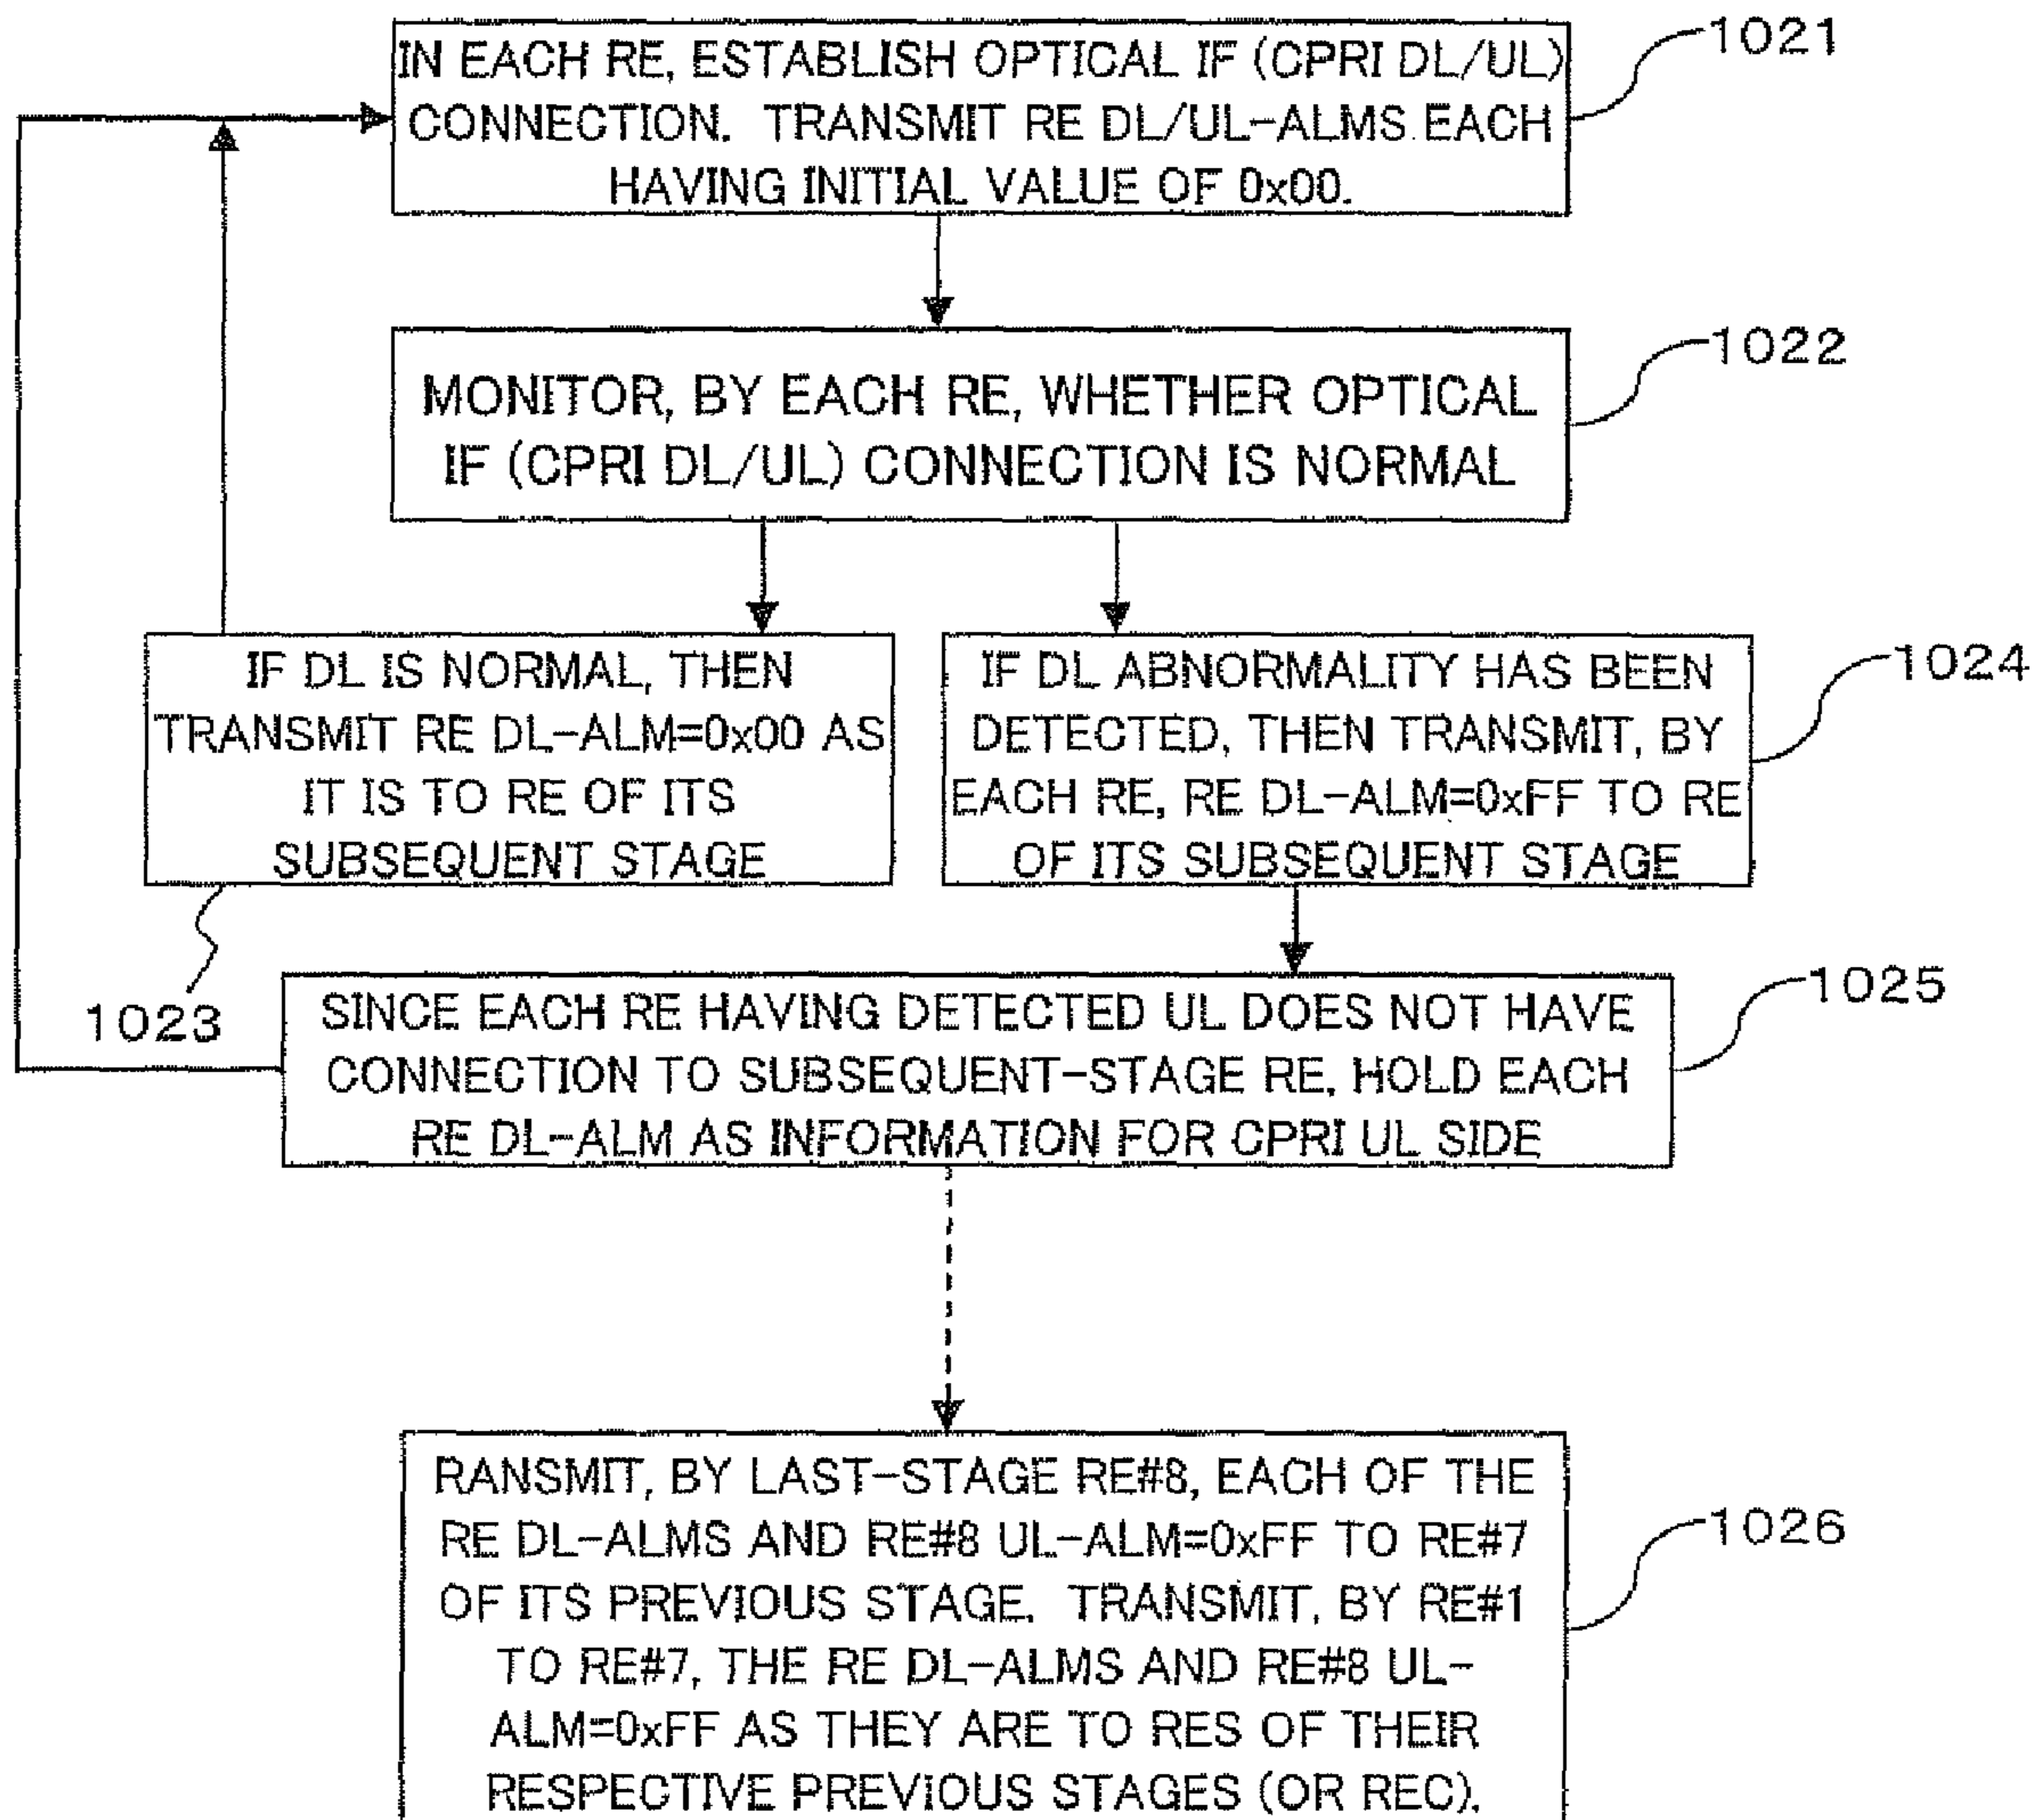 IN EACH RE, ESTABLISH OPTICAL IF (CPRI DL/UL)
CONNECTION. TRANSMIT RE DL/UL-ALMS EACH
HAVING INITIAL VALUE OF 0x00.
1021
MONITOR, BY EACH RE, WHETHER OPTICAL
IF (CPRI DL/UL) CONNECTION IS NORMAL
1022
IF DL IS NORMAL, THEN
TRANSMIT RE DL-ALM=0x00 AS
IT IS TO RE OF ITS
SUBSEQUENT STAGE
1023
IF DL ABNORMALITY HAS BEEN
DETECTED, THEN TRANSMIT, BY
EACH RE, RE DL-ALM=0xFF TO RE
OF ITS SUBSEQUENT STAGE
1024
SINCE EACH RE HAVING DETECTED UL DOES NOT HAVE
CONNECTION TO SUBSEQUENT-STAGE RE, HOLD EACH
RE DL-ALM AS INFORMATION FOR CPRI UL SIDE
1025
RANSMIT, BY LAST-STAGE RE#8, EACH OF THE
RE DL-ALMS AND RE#8 UL-ALM=0xFF TO RE#7
OF ITS PREVIOUS STAGE. TRANSMIT, BY RE#1
TO RE#7, THE RE DL-ALMS AND RE#8 UL-
ALM=0xFF AS THEY ARE TO RES OF THEIR
RESPECTIVE PREVIOUS STAGES (OR REC).
1026